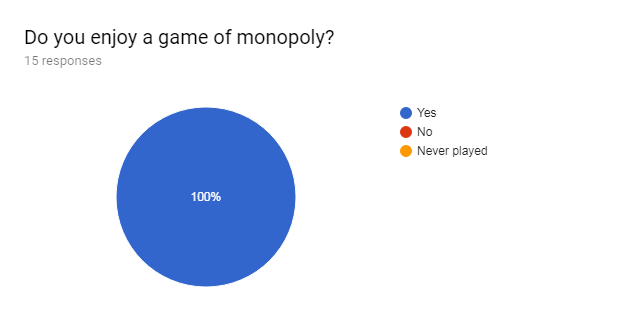 Do you enjoy a game of monopoly?
15 responses
100%
Yes
No
Never played